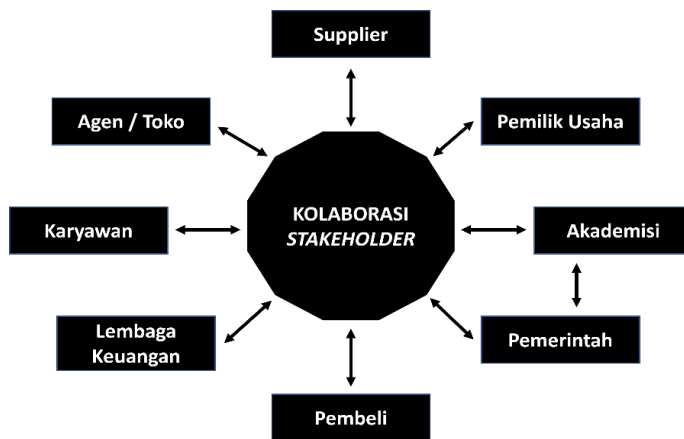 Supplier
Agen / Toko
Pemilik Usaha
KOLABORASI
STAKEHOLDER
Karyawan
Akademisi
Lembaga
Keuangan
Pemerintah
Pembeli